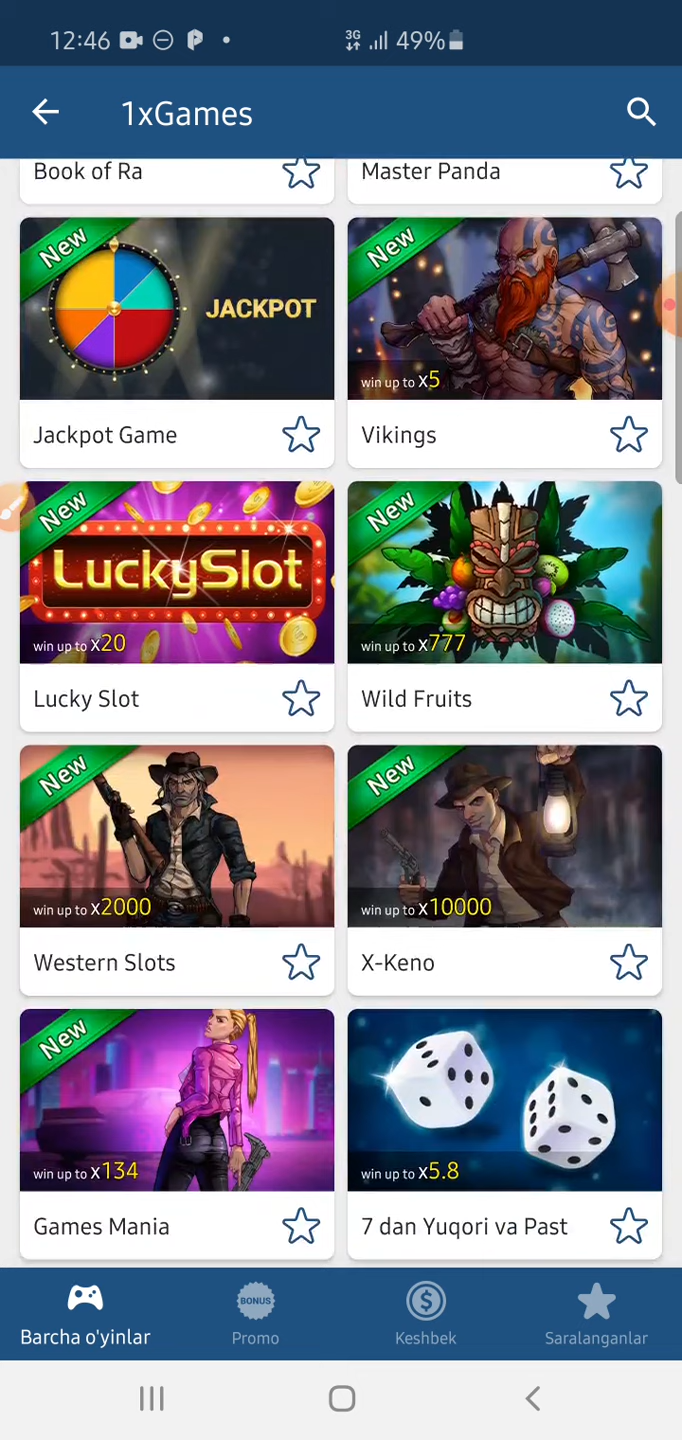 12:46
3G
49%
1xGames
Book of Ra
Master Panda
New
JACKPOT
Jackpot Game
New
win up to x5
Vikings
New
LuckySlot
win up to x20
Lucky Slot
New
win up to x777
Wild Fruits
New
win up to x2000
Western Slots
New
win up to x10000
X-Keno
New
win up to x134
Games Mania
win up to x5.8
7 dan Yuqori va Past
Barcha o'yinlar
BONUS
Promo
Keshbek
Saralanganlar